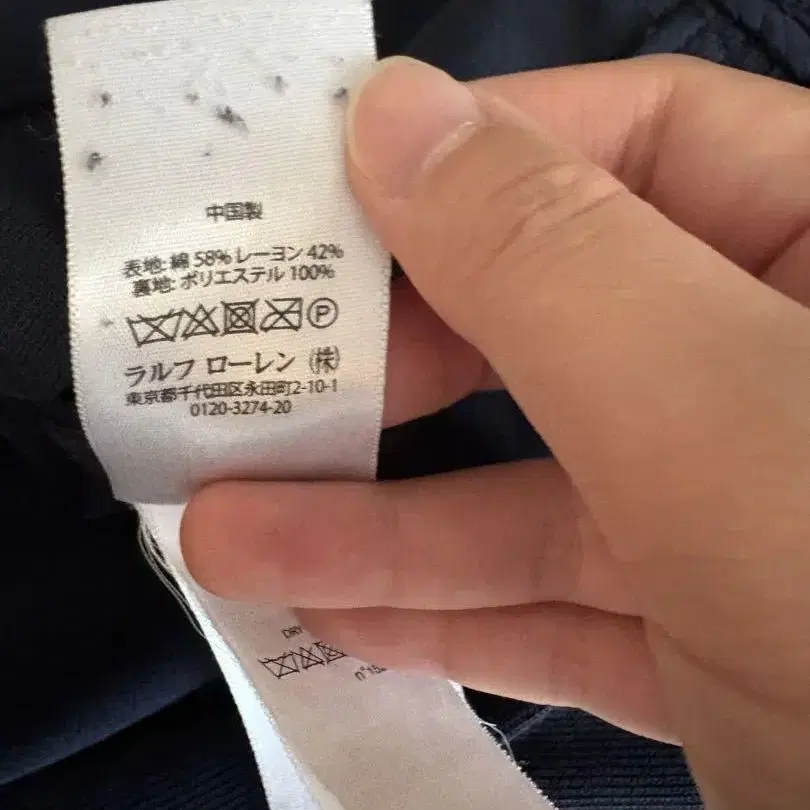 中国製
表地: 綿 58% レーヨン 42%
裏地: ポリエステル 100%
Ⓟ
ラルフ ローレン (株)
東京都千代田区永田町2-10-1
0120-3274-20
DRY